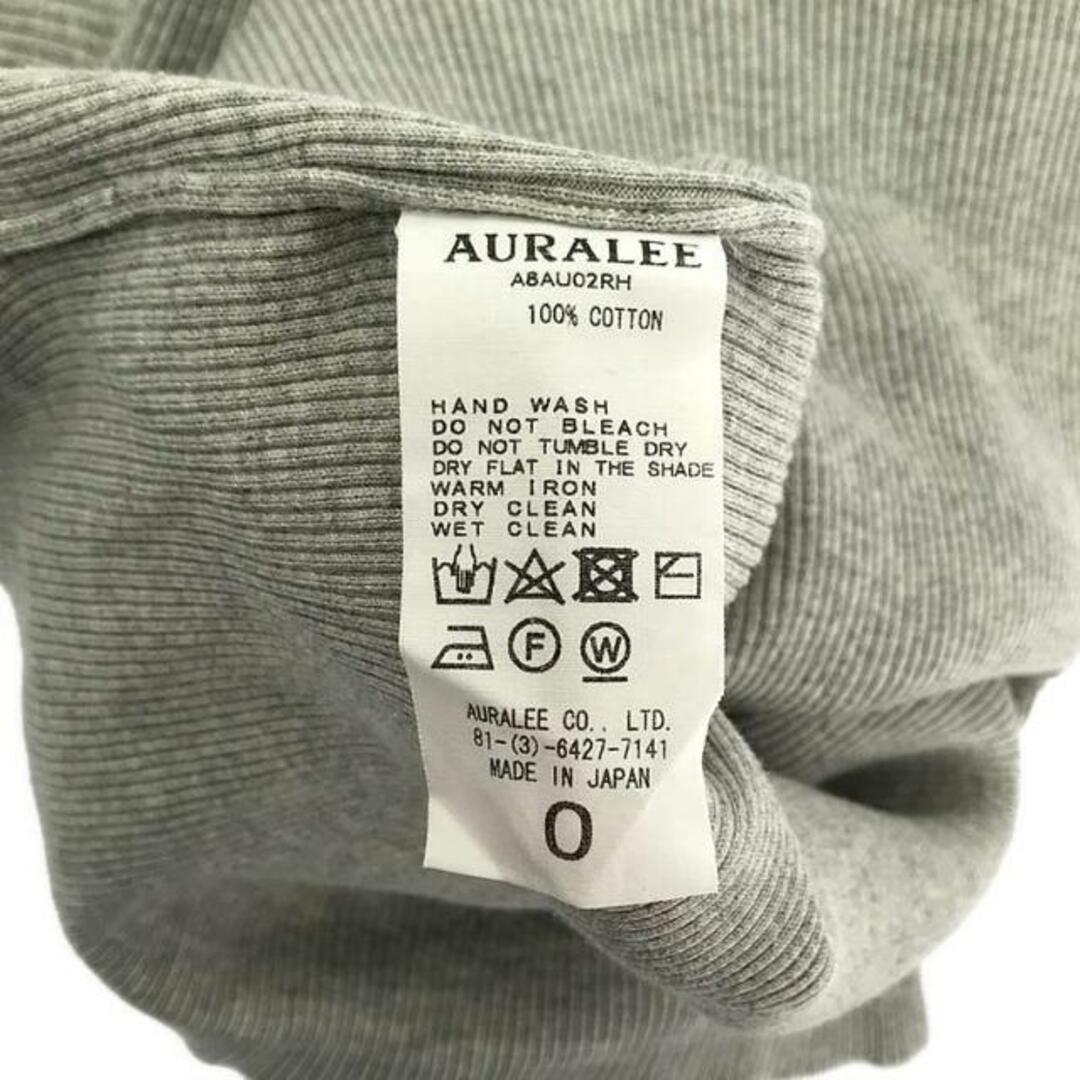 AURALEE
A8AU02RH
100% COTTON
HAND WASH
DO NOT BLEACH
DO NOT TUMBLE DRY
DRY FLAT IN THE SHADE
WARM IRON
DRY CLEAN
WET CLEAN
F W
AURALEE CO., LTD.
81-(3)-6427-7141
MADE IN JAPAN
0